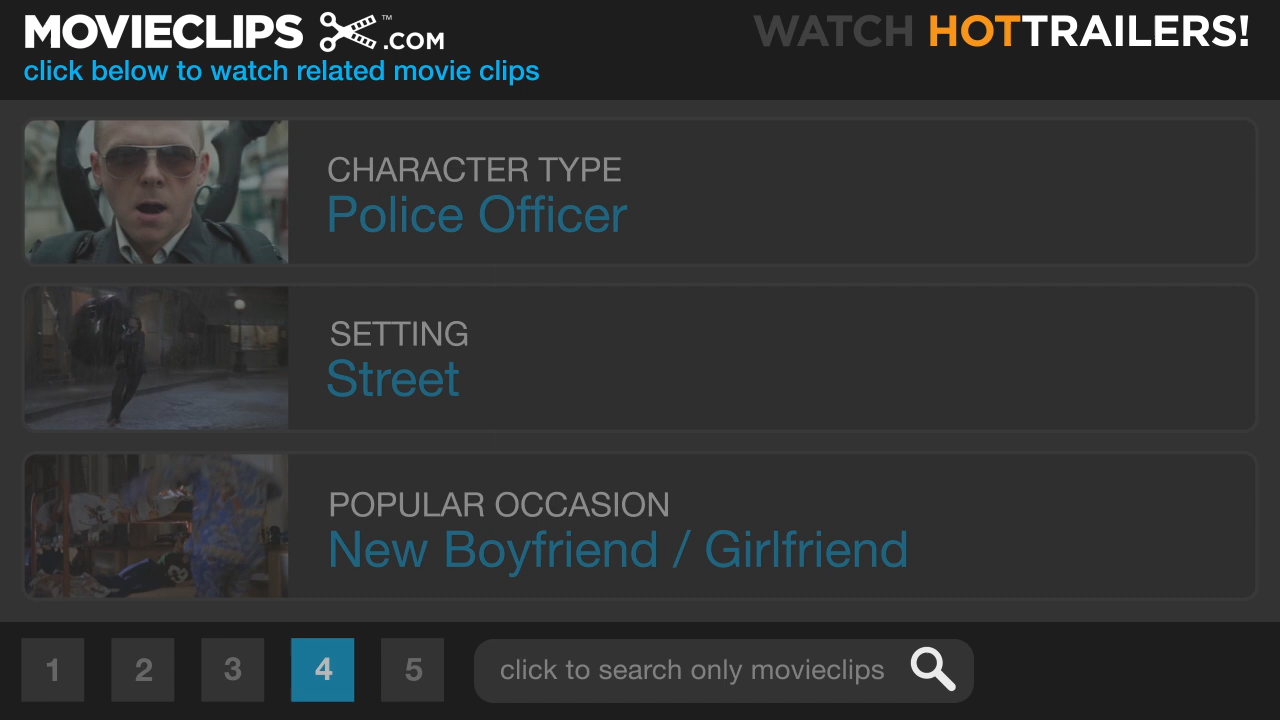 MOVIECLIPS ™ .COM
WATCH HOTTRAILERS!
click below to watch related movie clips
CHARACTER TYPE
Police Officer
SETTING
Street
POPULAR OCCASION
New Boyfriend / Girlfriend
1 2 3 4 5 click to search only movieclips